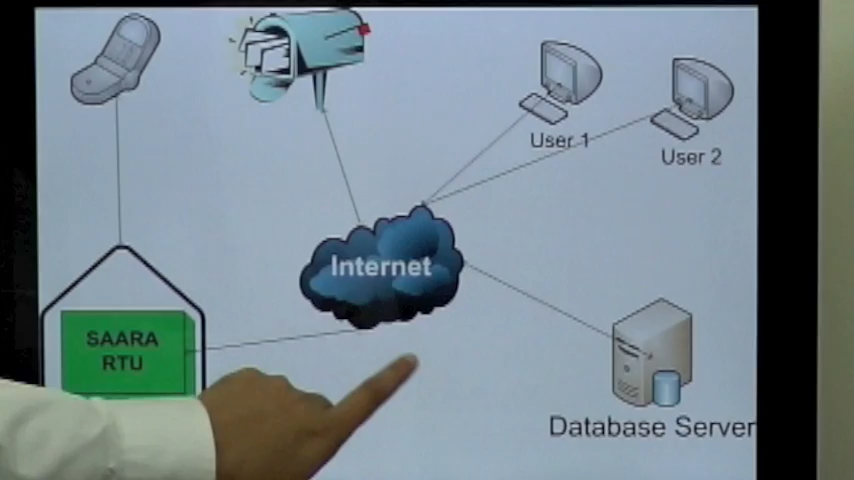 User 1
User 2
Internet
SAARA
RTU
Database Server